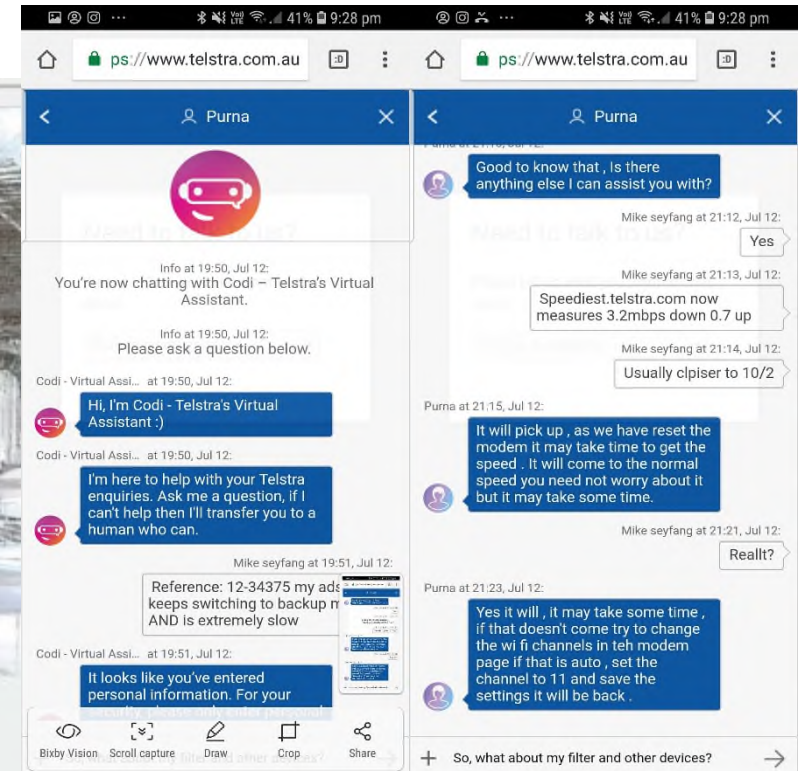 41% 9:28 pm
ps://www.telstra.com.au :D
Purna
Info at 19:50, Jul 12:
You're now chatting with Codi – Telstra's Virtual
Assistant.
Info at 19:50, Jul 12:
Please ask a question below.
Codi - Virtual Assi... at 19:50, Jul 12:
Hi, I'm Codi - Telstra's Virtual
Assistant :)
Codi - Virtual Assi... at 19:50, Jul 12:
I'm here to help with your Telstra
enquiries. Ask me a question, if I
can't help then I'll transfer you to a
human who can.
Mike seyfang at 19:51, Jul 12:
Reference: 12-34375 my ads
keeps switching to backup m
AND is extremely slow
Codi - Virtual Assi... at 19:51, Jul 12:
It looks like you've entered
personal information. For your
security, please only enter personal
Bixby Vision Scroll capture Draw Crop Share
41% 9:28 pm
ps://www.telstra.com.au :D
Purna
Good to know that , Is there
anything else I can assist you with?
Mike seyfang at 21:12, Jul 12:
Yes
Mike seyfang at 21:13, Jul 12:
Speediest.telstra.com now
measures 3.2mbps down 0.7 up
Mike seyfang at 21:14, Jul 12:
Usually clpiser to 10/2
Purna at 21:15, Jul 12:
It will pick up , as we have reset the
modem it may take time to get the
speed . It will come to the normal
speed you need not worry about it
but it may take some time.
Mike seyfang at 21:21, Jul 12:
Reallt?
Purna at 21:23, Jul 12:
Yes it will , it may take some time ,
if that doesn't come try to change
the wi fi channels in teh modem
page if that is auto , set the
channel to 11 and save the
settings it will be back .
So, what about my filter and other devices?